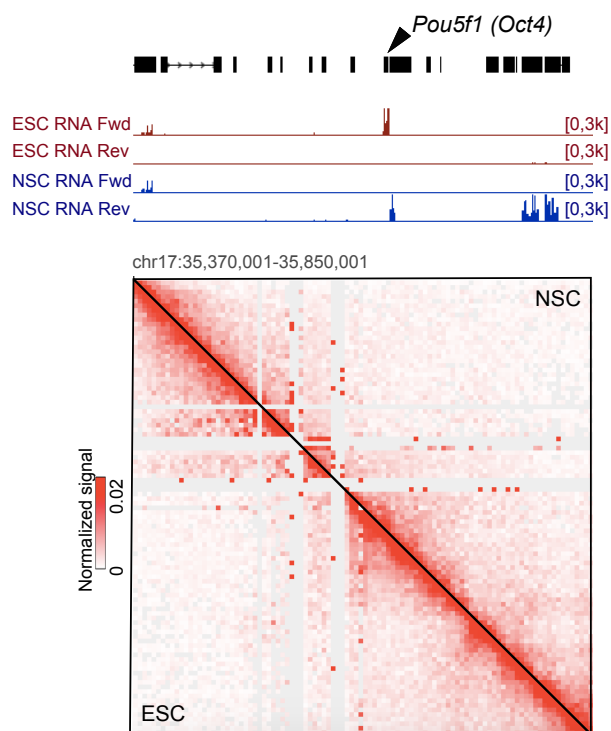 Pou5f1 (Oct4)
ESC RNA Fwd [0,3k]
ESC RNA Rev [0,3k]
NSC RNA Fwd [0,3k]
NSC RNA Rev [0,3k]
chr17:35,370,001-35,850,001
NSC
Normalized signal
0 0.02
ESC